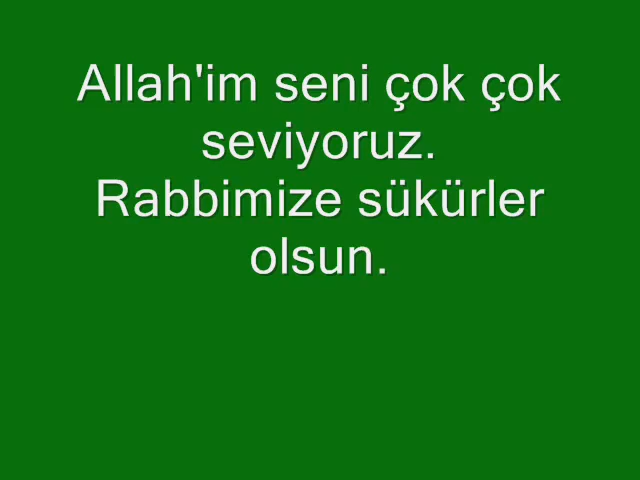 Allah'im seni çok çok
seviyoruz.
Rabbimize sükürler
olsun.